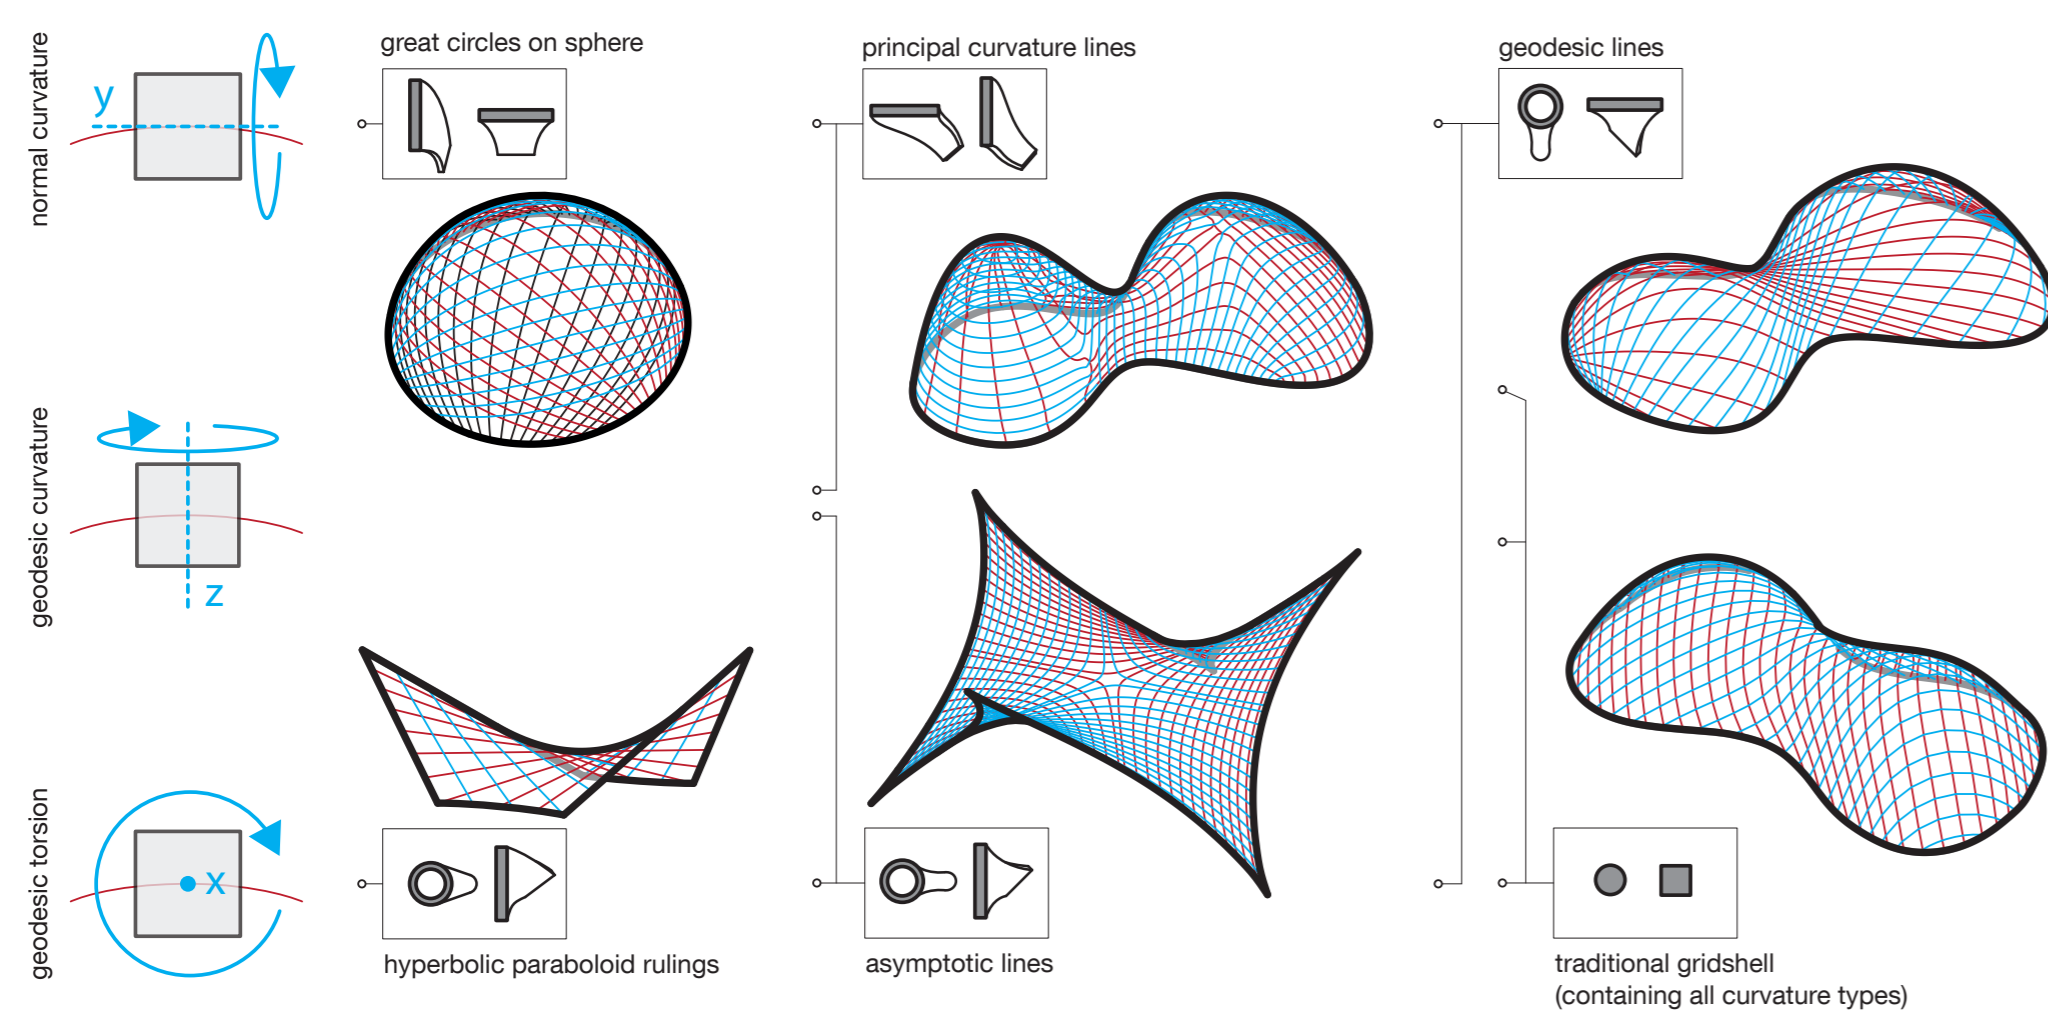 normal curvature
y
great circles on sphere
principal curvature lines
geodesic lines
geodesic curvature
z
geodesic torsion
x
hyperbolic paraboloid rulings
asymptotic lines
traditional gridshell
(containing all curvature types)